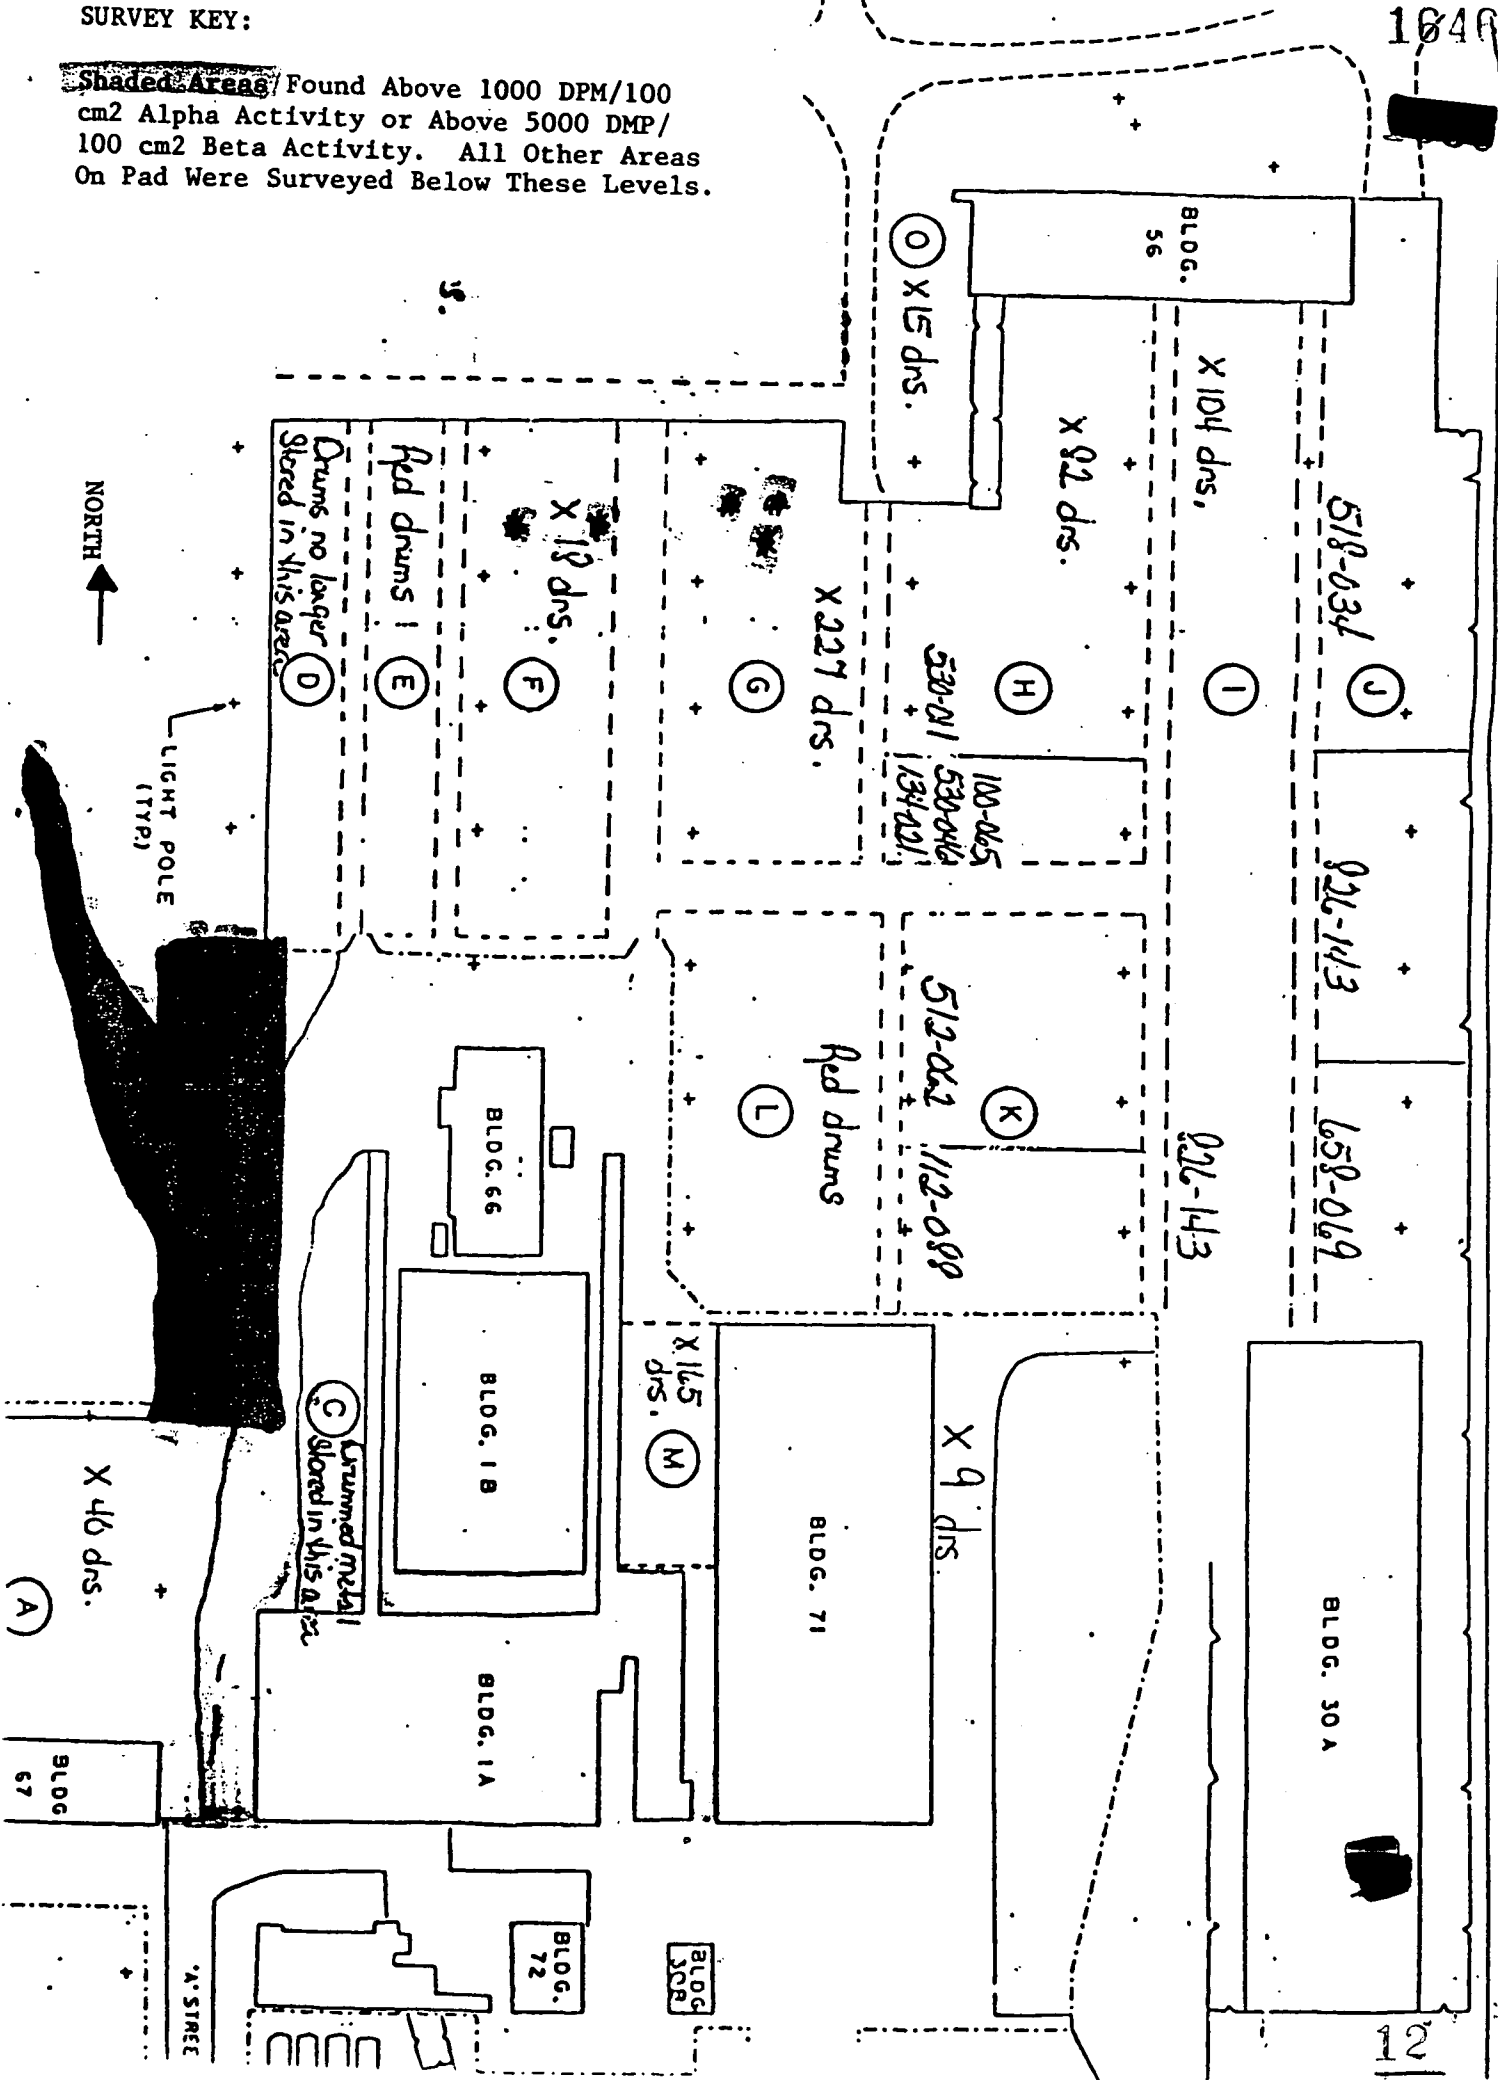 SURVEY KEY:
1646
Shaded Areas Found Above 1000 DPM/100
cm2 Alpha Activity or Above 5000 DMP/
100 cm2 Beta Activity. All Other Areas
On Pad Were Surveyed Below These Levels.
BLDG.
56
O
X 15 drs.
X 104 drs.
X 82 drs.
518-034
J
I
H
530-011
100-065
530-046
134-021
X 227 drs.
G
X 18 drs.
F
Red drums
E
Drums no longer
Stored in this area
D
NORTH
LIGHT POLE
(TYP.)
826-143
658-069
826-143
512-062
K
112-088
Red drums
L
BLDG. 66
BLDG. 1B
X 165
drs.
M
X 9 drs
BLDG. 71
BLDG. 30A
C
Drummed metal
Stored in this area
X 46 drs.
A
BLDG. 1A
BLDG
67
BLDG.
72
BLDG
'A' STREE
12